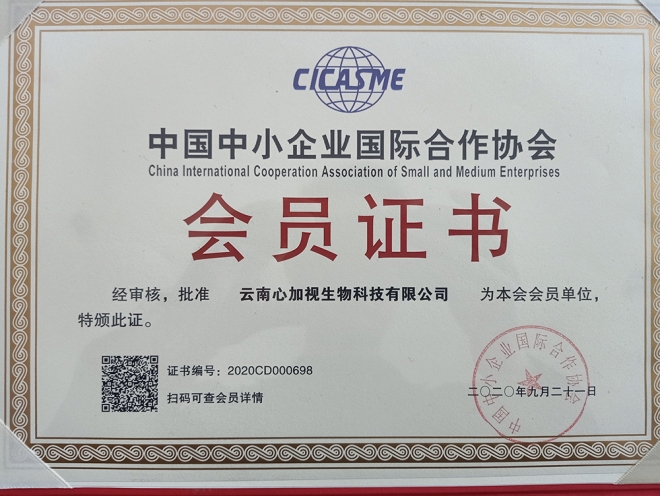 CICASME
中国中小企业国际合作协会
China International Cooperation Association of Small and Medium Enterprises
会员证书
经审核，批准 云南心加视生物科技有限公司 为本会会员单位，
特颁此证。
证书编号：2020CD000698
扫码可查会员详情
中国中小企业国际合作协会
二〇二〇年九月二十一日